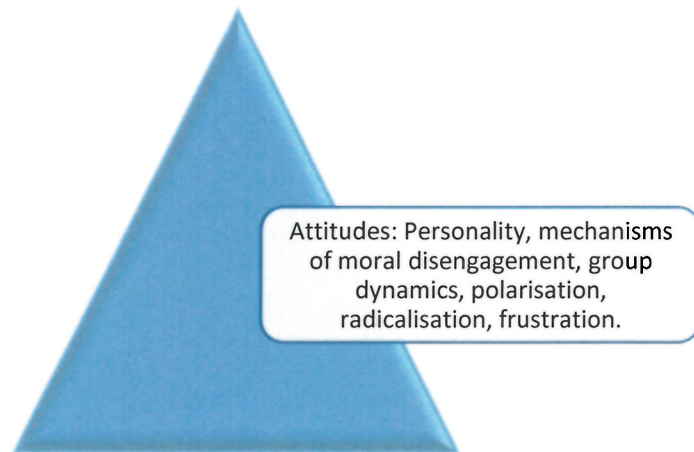 Attitudes: Personality, mechanisms
of moral disengagement, group
dynamics, polarisation,
radicalisation, frustration.